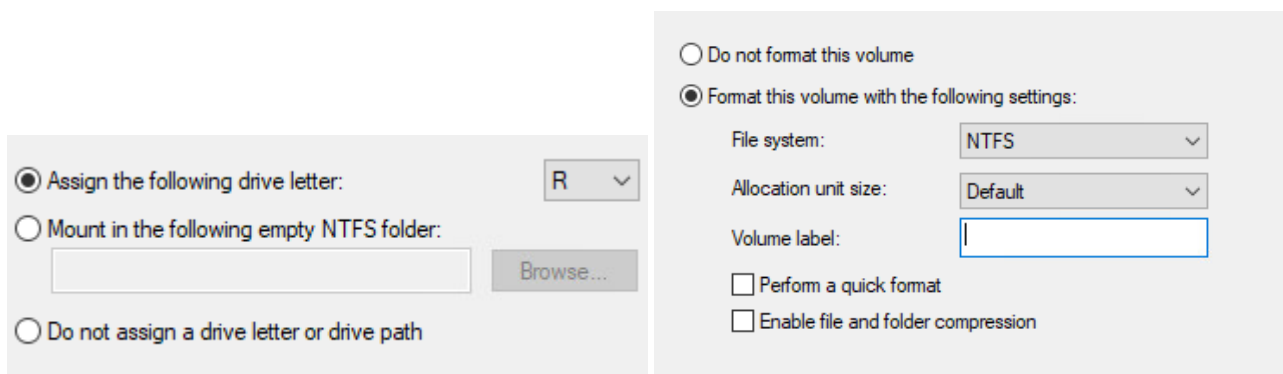 Assign the following drive letter:
R
Mount in the following empty NTFS folder:
Browse...
Do not assign a drive letter or drive path
Do not format this volume
Format this volume with the following settings:
File system:
NTFS
Allocation unit size:
Default
Volume label:
Perform a quick format
Enable file and folder compression